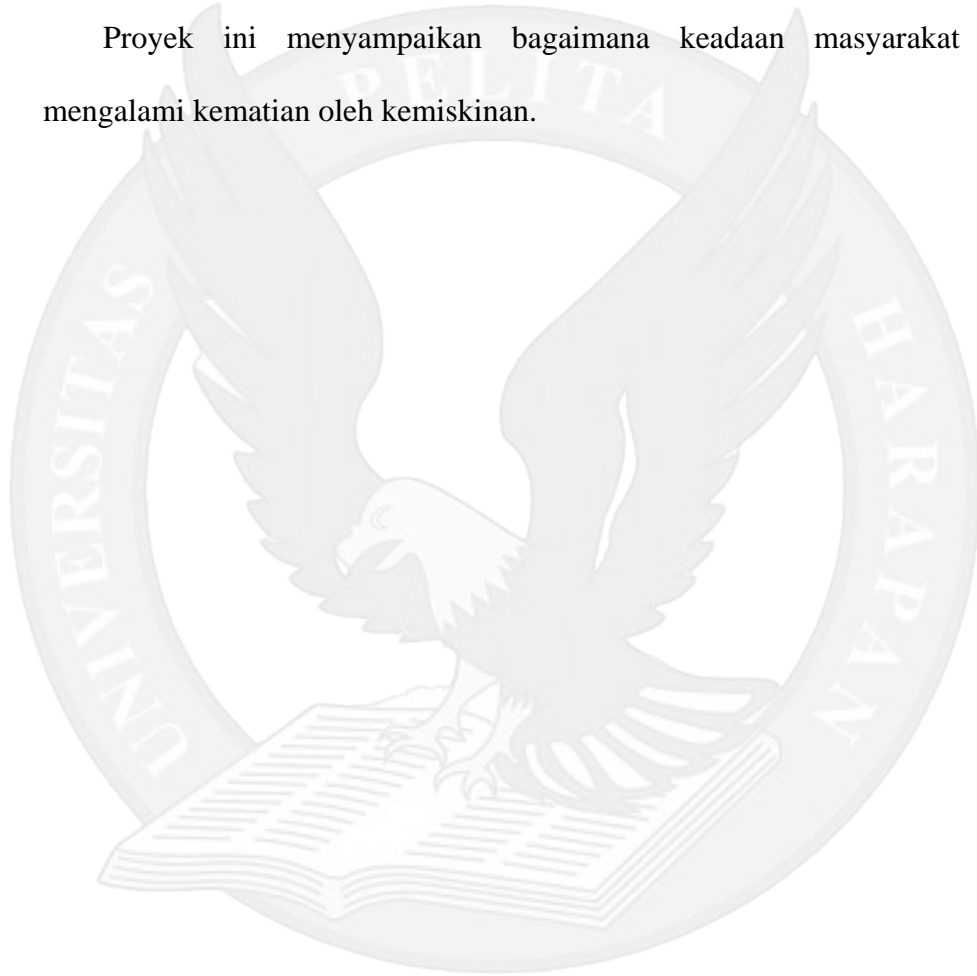 Proyek ini menyampaikan bagaimana keadaan masyarakat
mengalami kematian oleh kemiskinan.
UNIVERSITAS PELITA HARAPAN